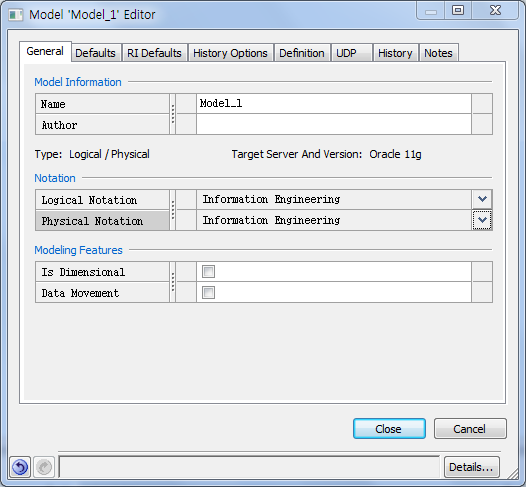 Model 'Model_1' Editor
General Defaults RI Defaults History Options Definition UDP History Notes
Model Information
Name Model_1
Author
Type: Logical / Physical Target Server And Version: Oracle 11g
Notation
Logical Notation Information Engineering
Physical Notation Information Engineering
Modeling Features
Is Dimensional
Data Movement
Close Cancel
Details...